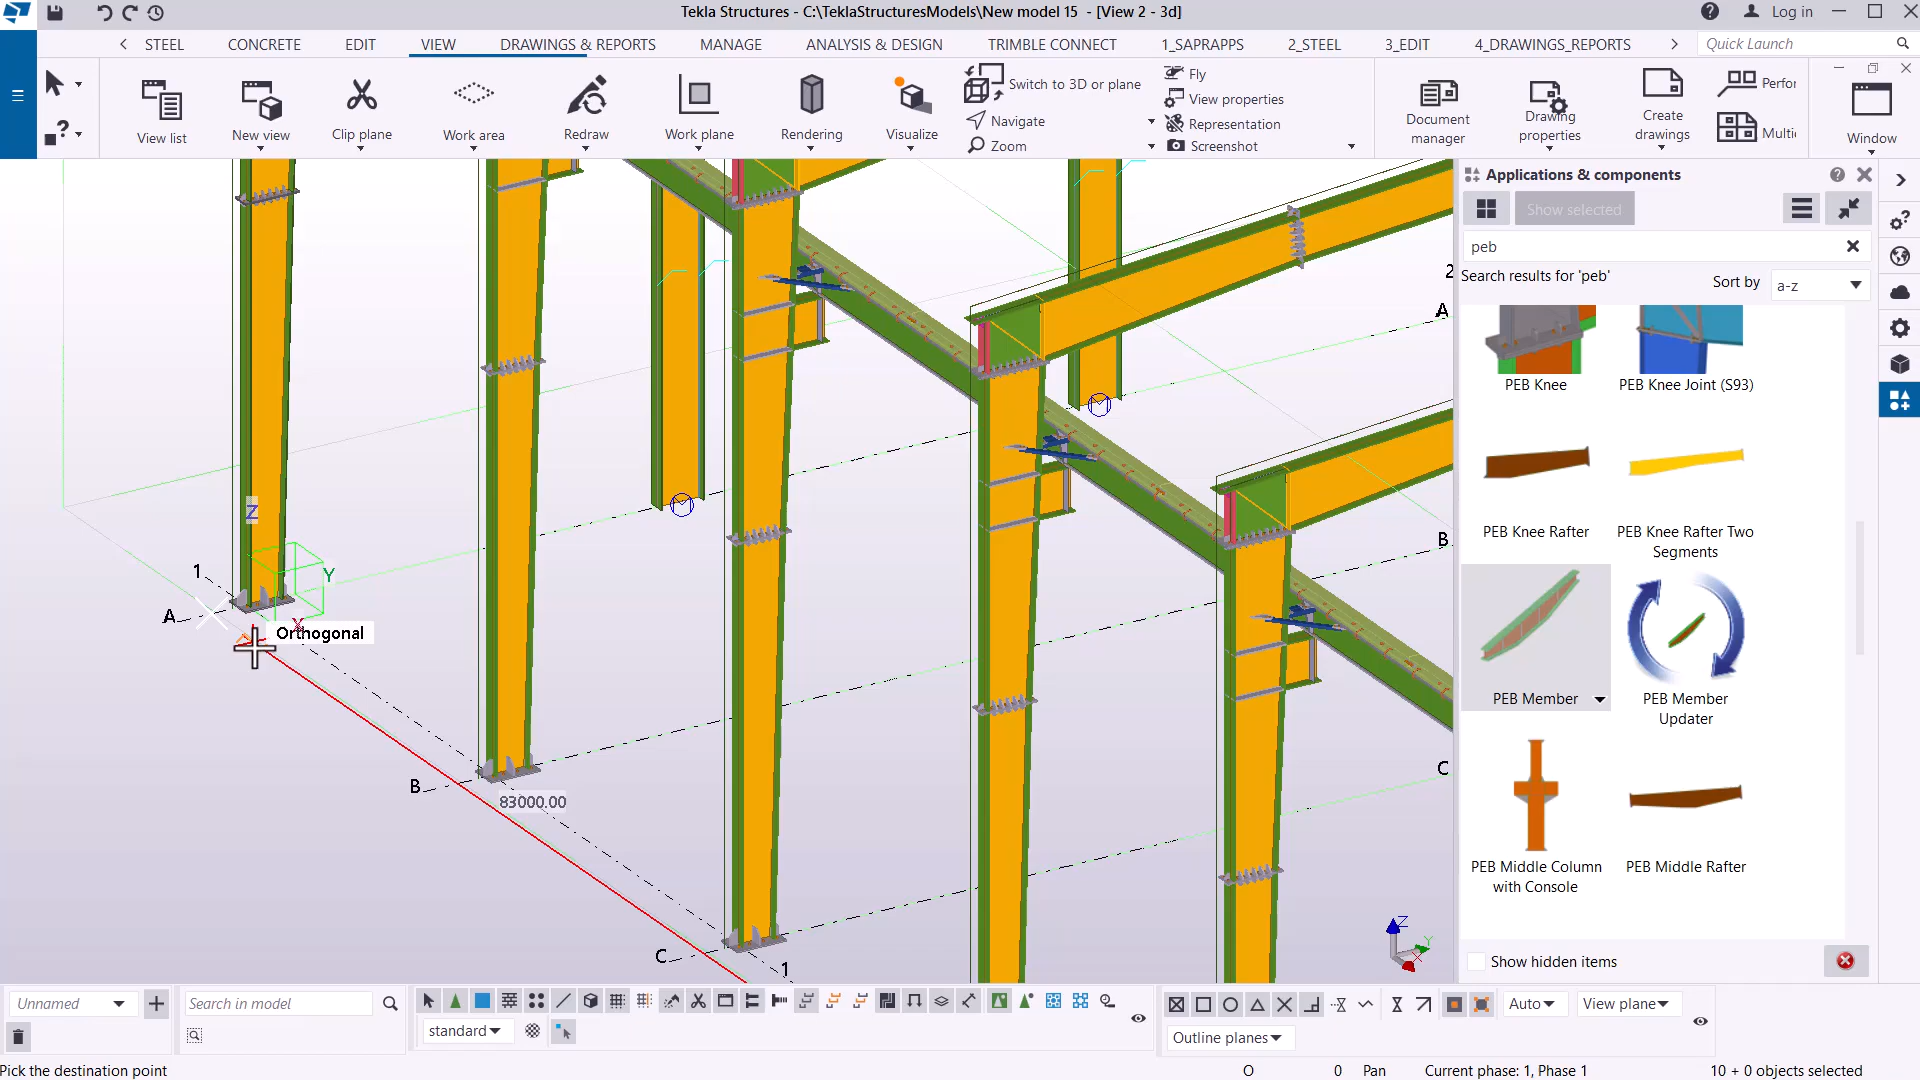 Tekla Structures - C:\TeklaStructuresModels\New model 15 - [View 2 - 3d]
Log in
STEEL CONCRETE EDIT VIEW DRAWINGS & REPORTS MANAGE ANALYSIS & DESIGN TRIMBLE CONNECT 1_SAPRAPPS 2_STEEL 3_EDIT 4_DRAWINGS_REPORTS
Quick Launch
View list
New view
Clip plane
Work area
Redraw
Work plane
Rendering
Visualize
Switch to 3D or plane
Navigate
Zoom
Fly
View properties
Representation
Screenshot
Document
manager
Drawing
properties
Create
drawings
Perfor
Multi
Window
Applications & components
Show selected
peb
Search results for 'peb'
Sort by
a-z
PEB Knee
PEB Knee Joint (S93)
PEB Knee Rafter
PEB Knee Rafter Two
Segments
PEB Member
PEB Member
Updater
PEB Middle Column
with Console
PEB Middle Rafter
Show hidden items
2
A
B
C
Z
Y
X
1
A
Orthogonal
B
83000.00
C
1
Z
Y
X
Unnamed
Search in model
standard
Auto
View plane
Outline planes
Pick the destination point
O
0
Pan
Current phase: 1, Phase 1
10 + 0 objects selected